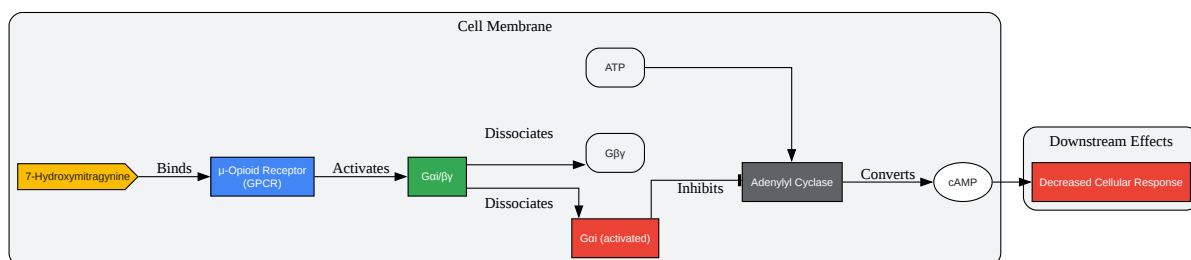 Cell Membrane
ATP
Dissociates
Gβγ
Downstream Effects
7-Hydroxymitragynine
Binds
μ-Opioid Receptor
(GPCR)
Activates
Gαi/βγ
Dissociates
Gαi (activated)
Inhibits
Adenylyl Cyclase
Converts
cAMP
Decreased Cellular Response